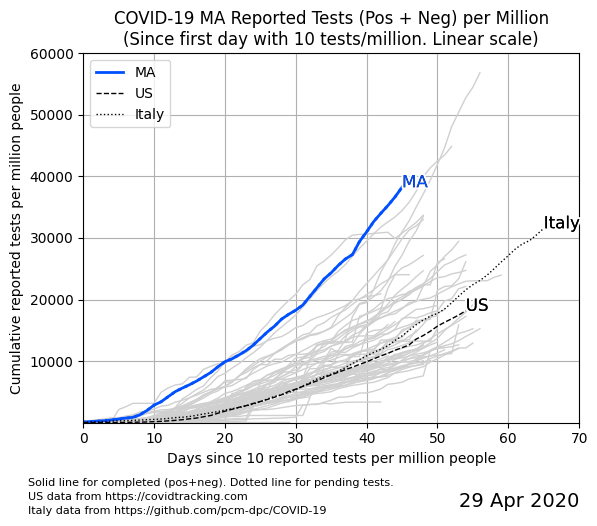 COVID-19 MA Reported Tests (Pos + Neg) per Million
(Since first day with 10 tests/million. Linear scale)
60000
50000
40000
30000
20000
10000
Cumulative reported tests per million people
MA
US
Italy
MA
Italy
US
0 10 20 30 40 50 60 70
Days since 10 reported tests per million people
Solid line for completed (pos+neg). Dotted line for pending tests.
US data from https://covidtracking.com
Italy data from https://github.com/pcm-dpc/COVID-19
29 Apr 2020